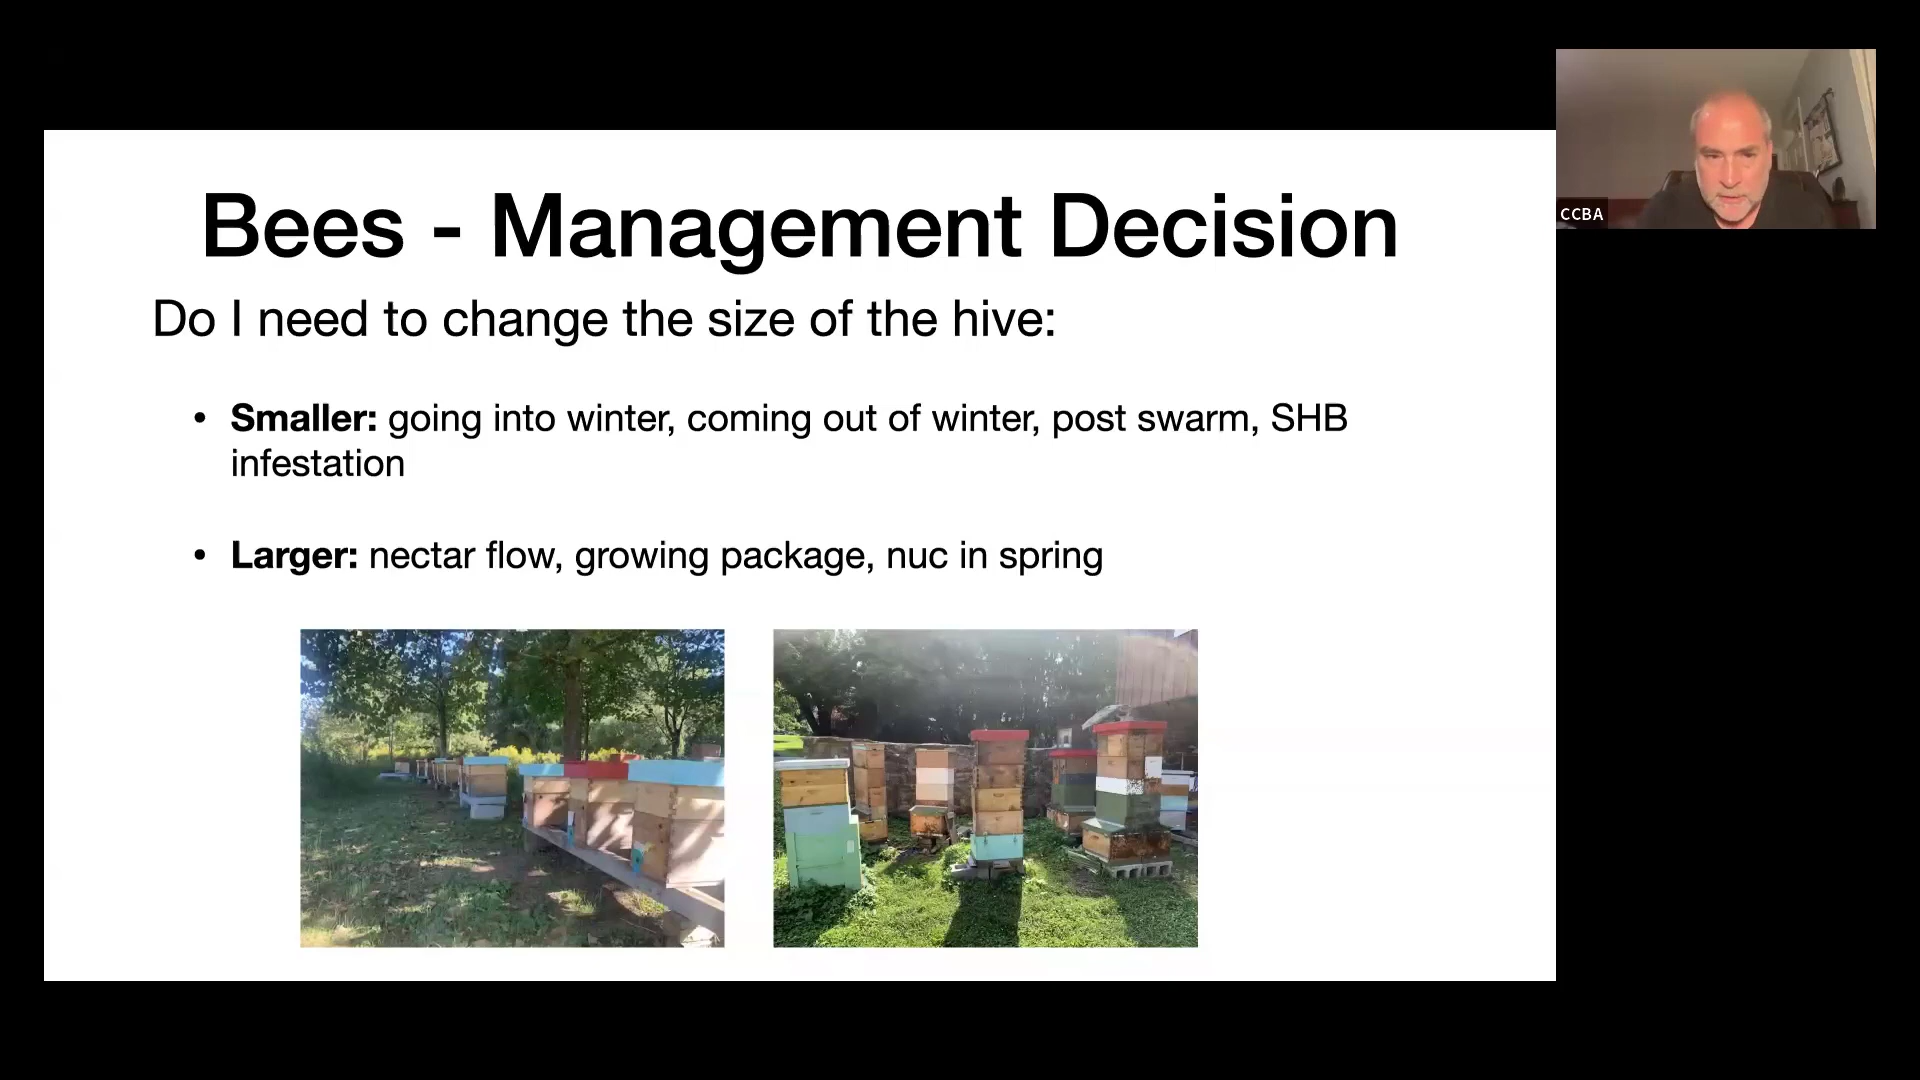 Bees - Management Decision
Do I need to change the size of the hive:
• Smaller: going into winter, coming out of winter, post swarm, SHB
infestation
• Larger: nectar flow, growing package, nuc in spring
CCBA